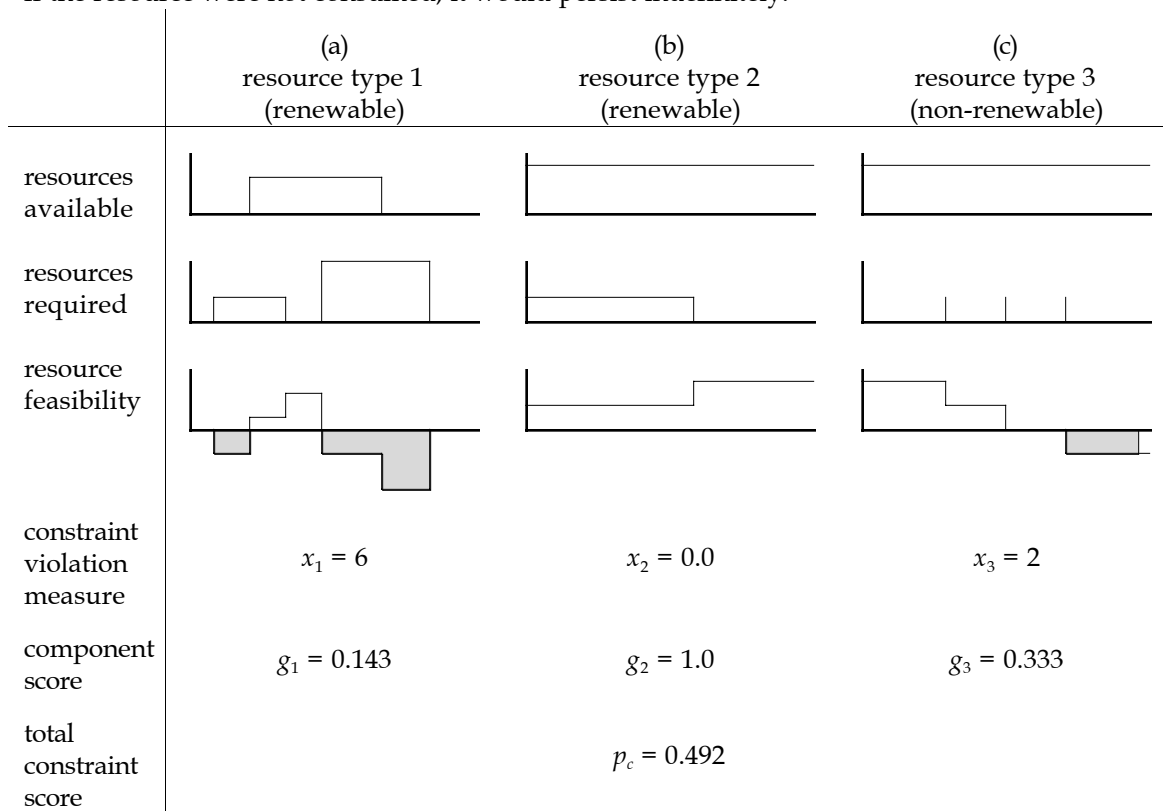 If the resource were not consumed, it would persist indefinitely.
(a) (b) (c)
resource type 1 resource type 2 resource type 3
(renewable) (renewable) (non-renewable)
resources
available
resources
required
resource
feasibility
constraint
violation
measure
x₁ = 6 x₂ = 0.0 x₃ = 2
component
score
g₁ = 0.143 g₂ = 1.0 g₃ = 0.333
total
constraint
score
p_c = 0.492